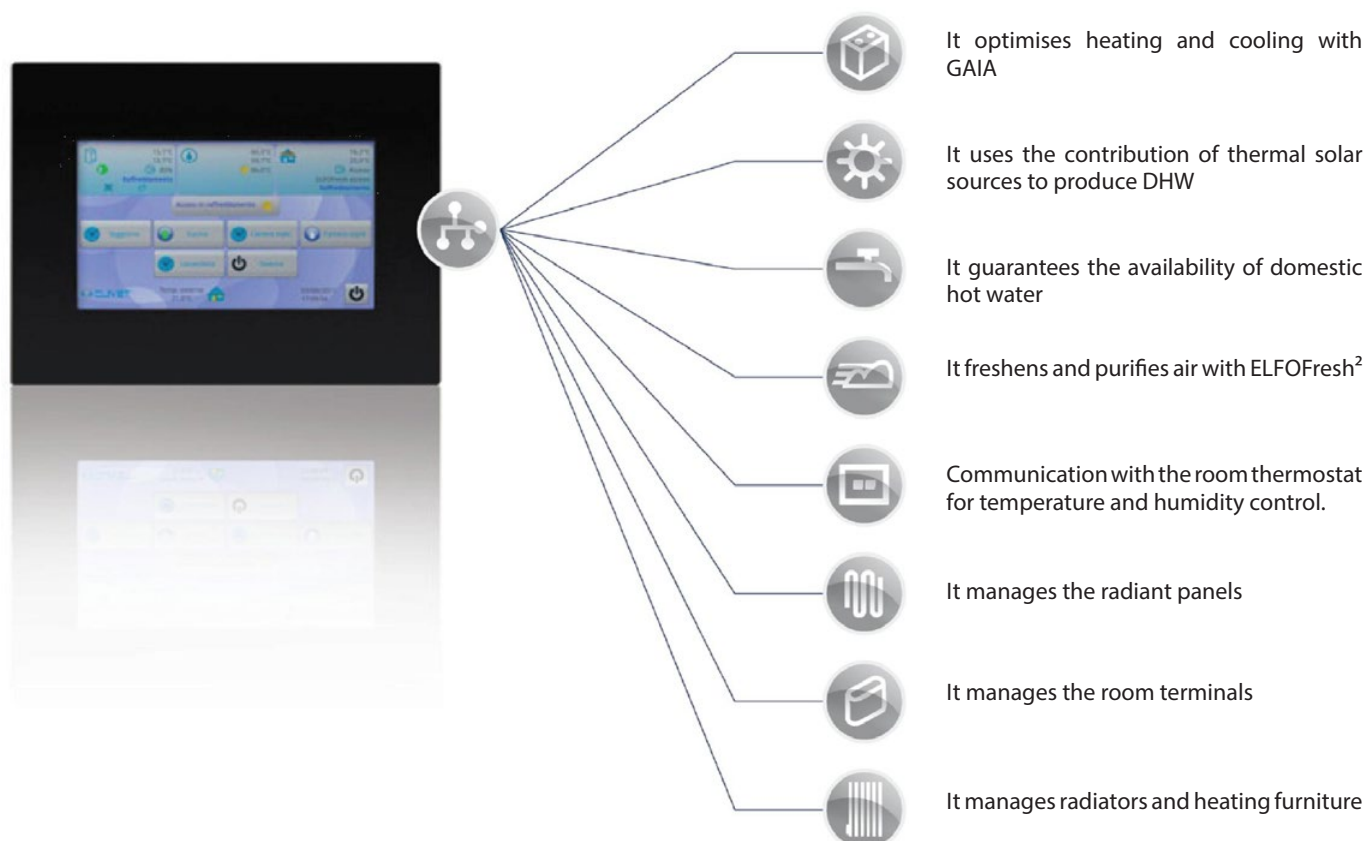 It optimises heating and cooling with
GAIA
It uses the contribution of thermal solar
sources to produce DHW
It guarantees the availability of domestic
hot water
It freshens and purifies air with ELFOFresh²
Communication with the room thermostat
for temperature and humidity control.
It manages the radiant panels
It manages the room terminals
It manages radiators and heating furniture